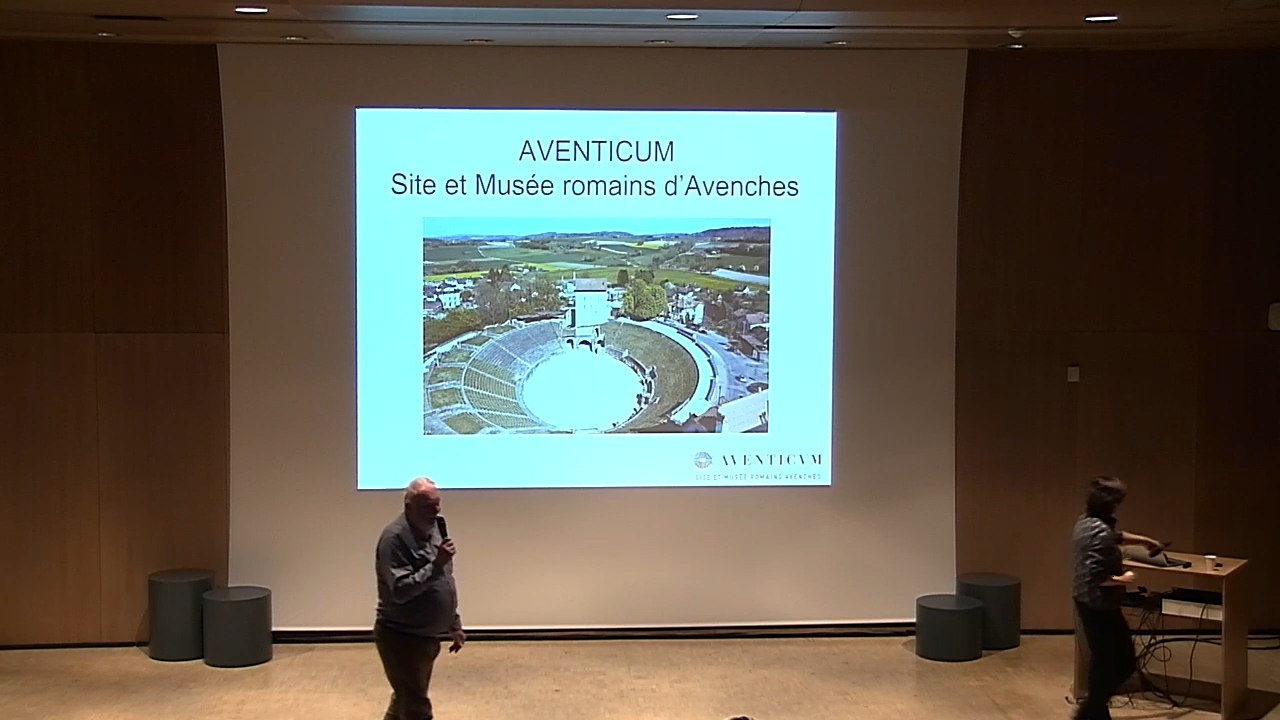 AVENTICUM
Site et Musée romains d'Avenches
AVENTICVM
SITE ET MUSÉE ROMAINS AVENCHES